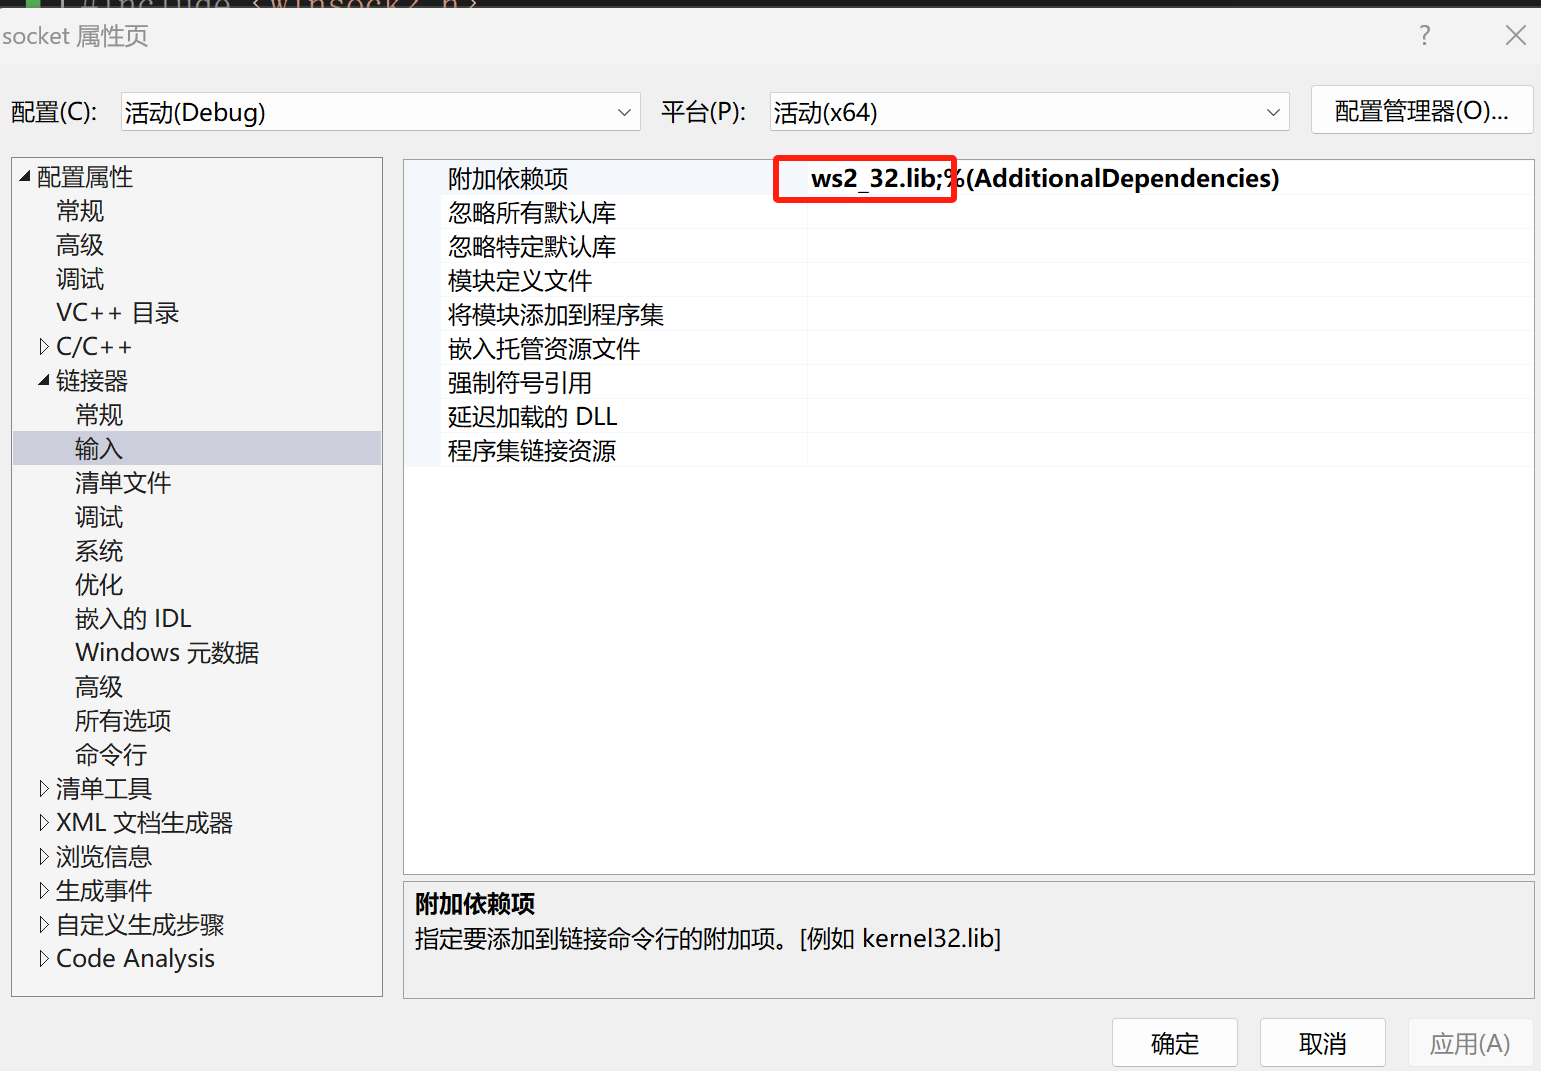 #include <winsock2.h>
socket 属性页
配置(C): 活动(Debug) 平台(P): 活动(x64) 配置管理器(O)...
配置属性
常规
高级
调试
VC++ 目录
C/C++
链接器
常规
输入
清单文件
调试
系统
优化
嵌入的 IDL
Windows 元数据
高级
所有选项
命令行
清单工具
XML 文档生成器
浏览信息
生成事件
自定义生成步骤
Code Analysis
附加依赖项 ws2_32.lib;%(AdditionalDependencies)
忽略所有默认库
忽略特定默认库
模块定义文件
将模块添加到程序集
嵌入托管资源文件
强制符号引用
延迟加载的 DLL
程序集链接资源
附加依赖项
指定要添加到链接命令行的附加项。[例如 kernel32.lib]
确定 取消 应用(A)